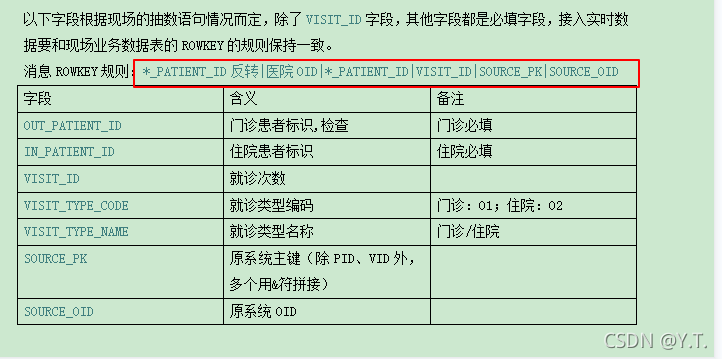 以下字段根据现场的抽数语句情况而定，除了 VISIT_ID 字段，其他字段都是必填字段，接入实时数
据要和现场业务数据表的 ROWKEY 的规则保持一致。
消息 ROWKEY 规则：*_PATIENT_ID 反转|医院 OID|*_PATIENT_ID|VISIT_ID|SOURCE_PK|SOURCE_OID
字段 含义 备注
OUT_PATIENT_ID 门诊患者标识,检查 门诊必填
IN_PATIENT_ID 住院患者标识 住院必填
VISIT_ID 就诊次数
VISIT_TYPE_CODE 就诊类型编码 门诊：01；住院：02
VISIT_TYPE_NAME 就诊类型名称 门诊/住院
SOURCE_PK 原系统主键（除 PID、VID 外，
多个用&符拼接）
SOURCE_OID 原系统 OID
CSDN @Y.T.